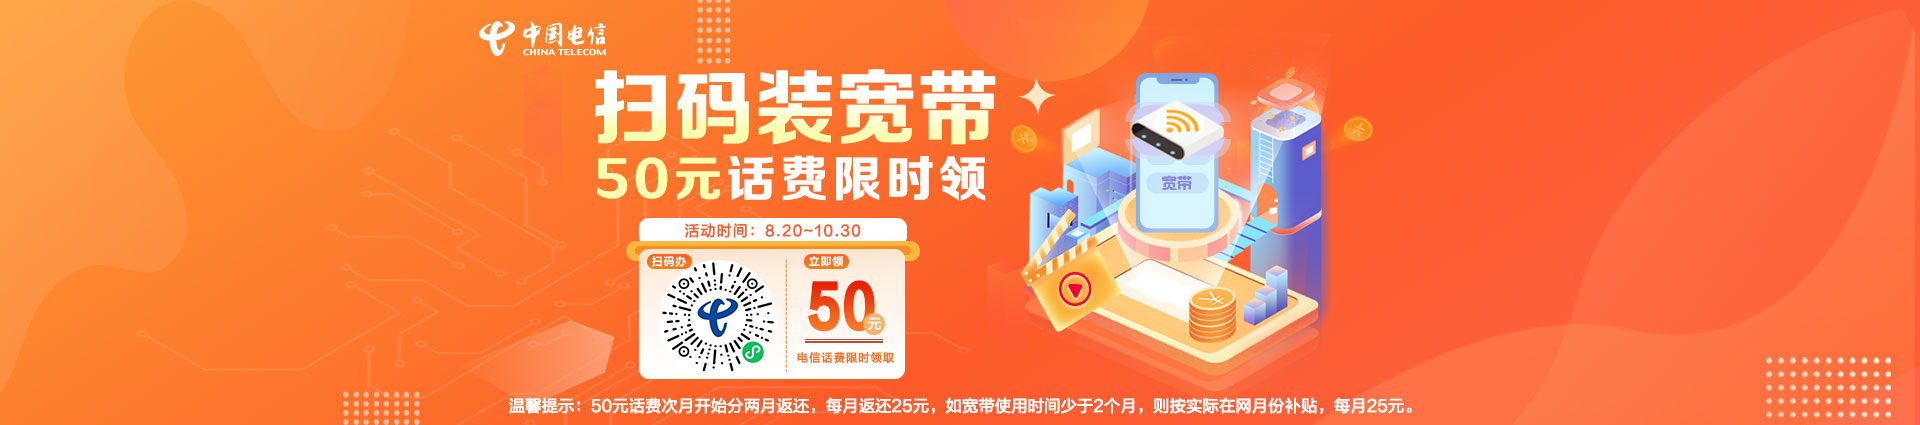 中国电信
CHINA TELECOM
扫码装宽带
50元话费限时领
宽带
活动时间：8.20~10.30
扫码办
立即领
50元
电信话费限时领取
温馨提示：50元话费次月开始分两月返还，每月返还25元，如宽带使用时间少于2个月，则按实际在网月份补贴，每月25元。